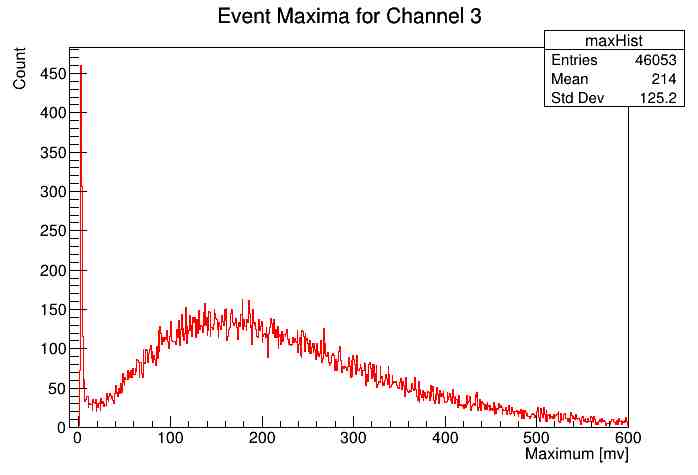 Event Maxima for Channel 3
maxHist
Entries 46053
Mean 214
Std Dev 125.2
Count
450
400
350
300
250
200
150
100
50
0
0 100 200 300 400 500 600
Maximum [mv]